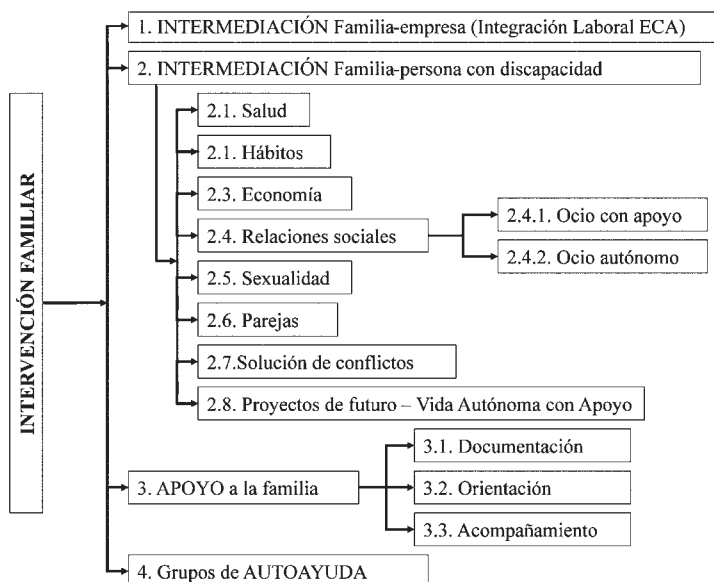 INTERVENCIÓN FAMILIAR
1. INTERMEDIACIÓN Familia-empresa (Integración Laboral ECA)
2. INTERMEDIACIÓN Familia-persona con discapacidad
2.1. Salud
2.1. Hábitos
2.3. Economía
2.4. Relaciones sociales
2.4.1. Ocio con apoyo
2.4.2. Ocio autónomo
2.5. Sexualidad
2.6. Parejas
2.7.Solución de conflictos
2.8. Proyectos de futuro – Vida Autónoma con Apoyo
3. APOYO a la familia
3.1. Documentación
3.2. Orientación
3.3. Acompañamiento
4. Grupos de AUTOAYUDA